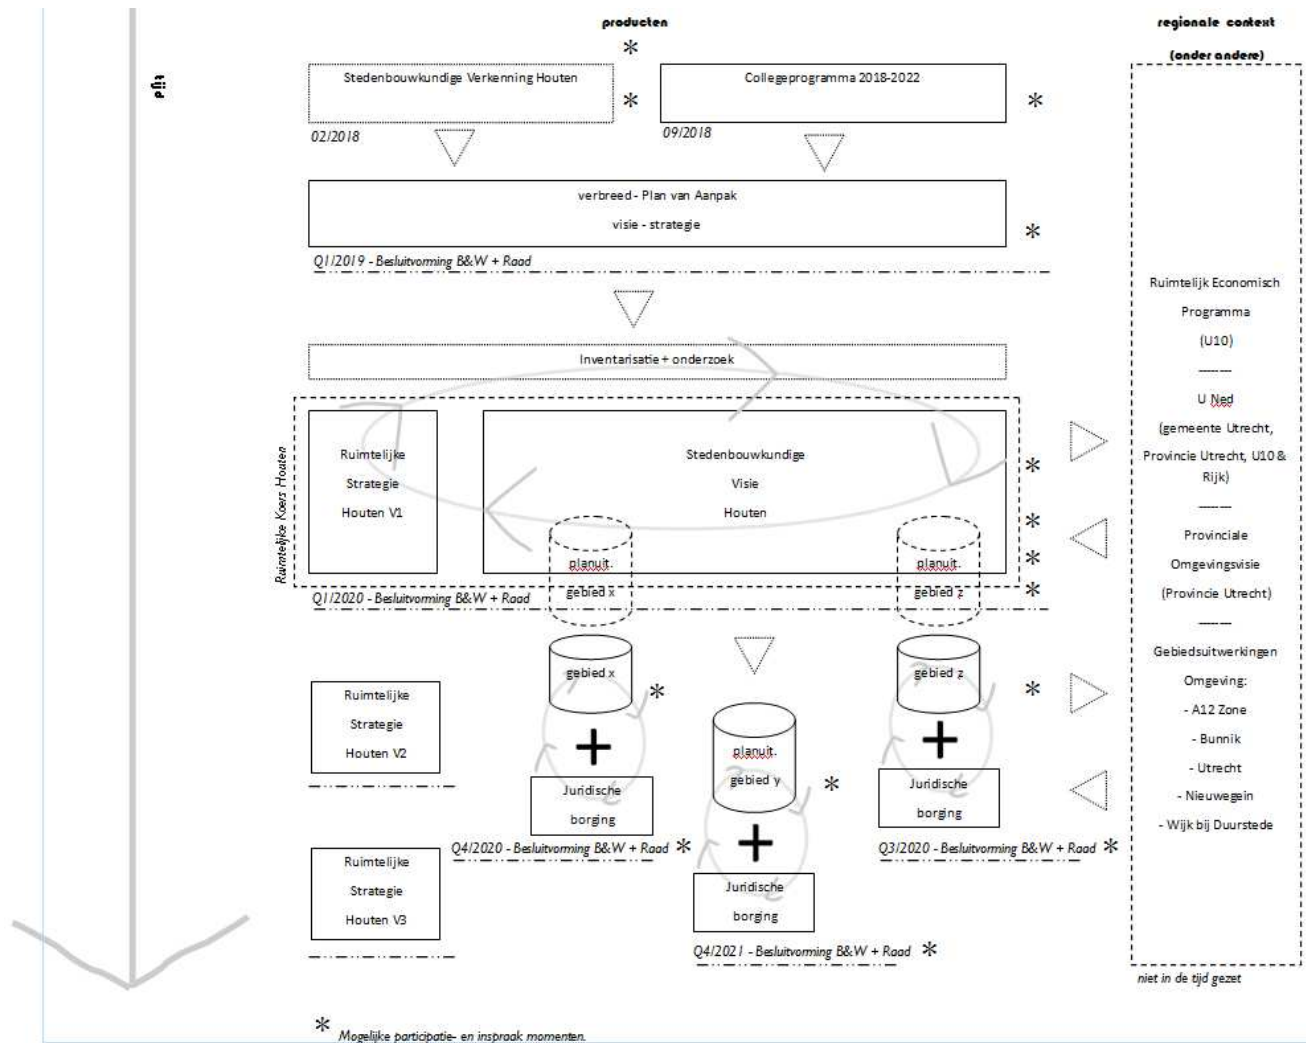 producten
regionale context
(onder andere)
tijd
Stedenbouwkundige Verkenning Houten
Collegeprogramma 2018-2022
*
*
*
02/2018
09/2018
verbreed - Plan van Aanpak
visie - strategie
*
Q1/2019 - Besluitvorming B&W + Raad
Inventarisatie + onderzoek
Ruimtelijke Koers Houten
Ruimtelijke
Strategie
Houten V1
Stedenbouwkundige
Visie
Houten
*
*
*
*
planuit.
gebied x
planuit.
gebied z
Q1/2020 - Besluitvorming B&W + Raad
gebied x
*
gebied z
*
Ruimtelijke
Strategie
Houten V2
+
+
planuit.
gebied y
*
Juridische
borging
Juridische
borging
Q4/2020 - Besluitvorming B&W + Raad *
Q3/2020 - Besluitvorming B&W + Raad *
+
Ruimtelijke
Strategie
Houten V3
Juridische
borging
Q4/2021 - Besluitvorming B&W + Raad *
Ruimtelijk Economisch
Programma
(U10)
--------
U Ned
(gemeente Utrecht,
Provincie Utrecht, U10 &
Rijk)
--------
Provinciale
Omgevingsvisie
(Provincie Utrecht)
--------
Gebiedsuitwerkingen
Omgeving:
- A12 Zone
- Bunnik
- Utrecht
- Nieuwegein
- Wijk bij Duurstede
niet in de tijd gezet
* Mogelijke participatie- en inspraak momenten.